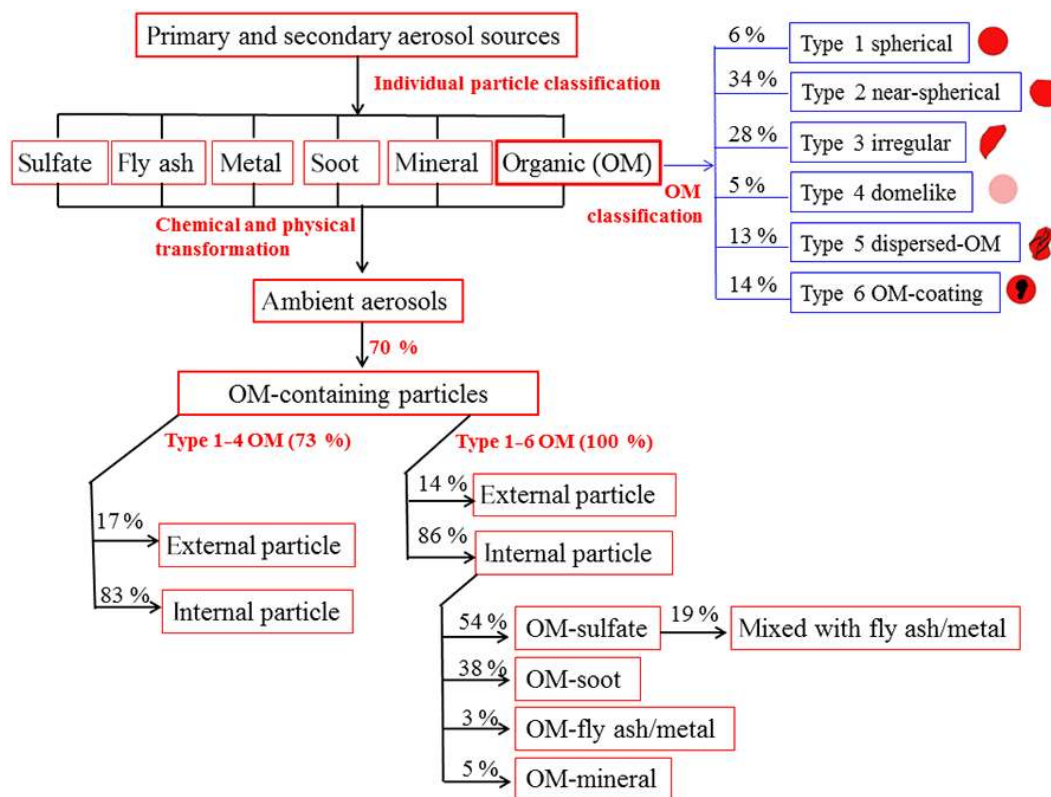 Primary and secondary aerosol sources
Individual particle classification
Sulfate
Fly ash
Metal
Soot
Mineral
Organic (OM)
OM
classification
6 %
Type 1 spherical
34 %
Type 2 near-spherical
28 %
Type 3 irregular
5 %
Type 4 domelike
13 %
Type 5 dispersed-OM
14 %
Type 6 OM-coating
Chemical and physical
transformation
Ambient aerosols
70 %
OM-containing particles
Type 1-4 OM (73 %)
17 %
External particle
83 %
Internal particle
Type 1-6 OM (100 %)
14 %
External particle
86 %
Internal particle
54 %
OM-sulfate
19 %
Mixed with fly ash/metal
38 %
OM-soot
3 %
OM-fly ash/metal
5 %
OM-mineral